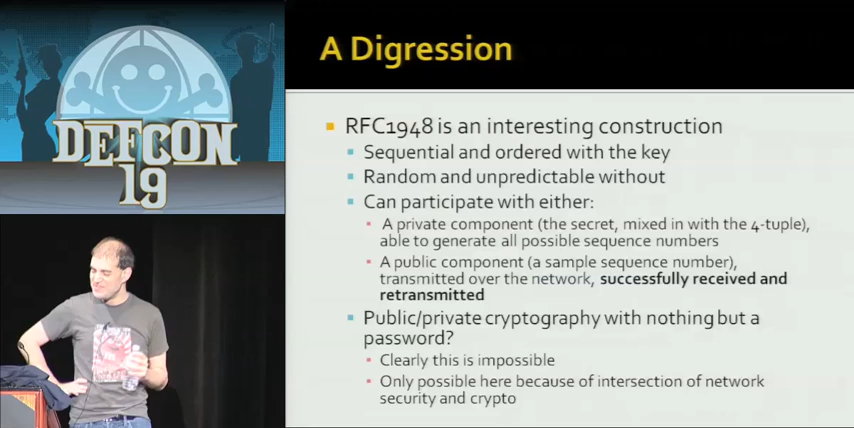 DEFCON
19
A Digression
RFC1948 is an interesting construction
Sequential and ordered with the key
Random and unpredictable without
Can participate with either:
A private component (the secret, mixed in with the 4-tuple),
able to generate all possible sequence numbers
A public component (a sample sequence number),
transmitted over the network, successfully received and
retransmitted
Public/private cryptography with nothing but a
password?
Clearly this is impossible
Only possible here because of intersection of network
security and crypto